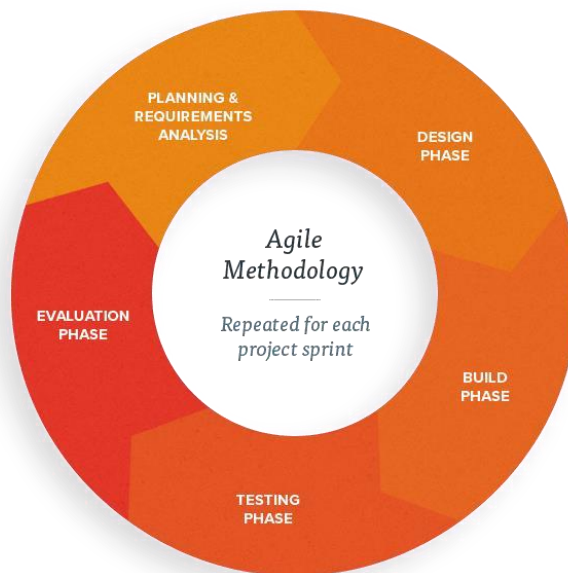 PLANNING &
REQUIREMENTS
ANALYSIS
DESIGN
PHASE
Agile
Methodology
Repeated for each
project sprint
EVALUATION
PHASE
BUILD
PHASE
TESTING
PHASE